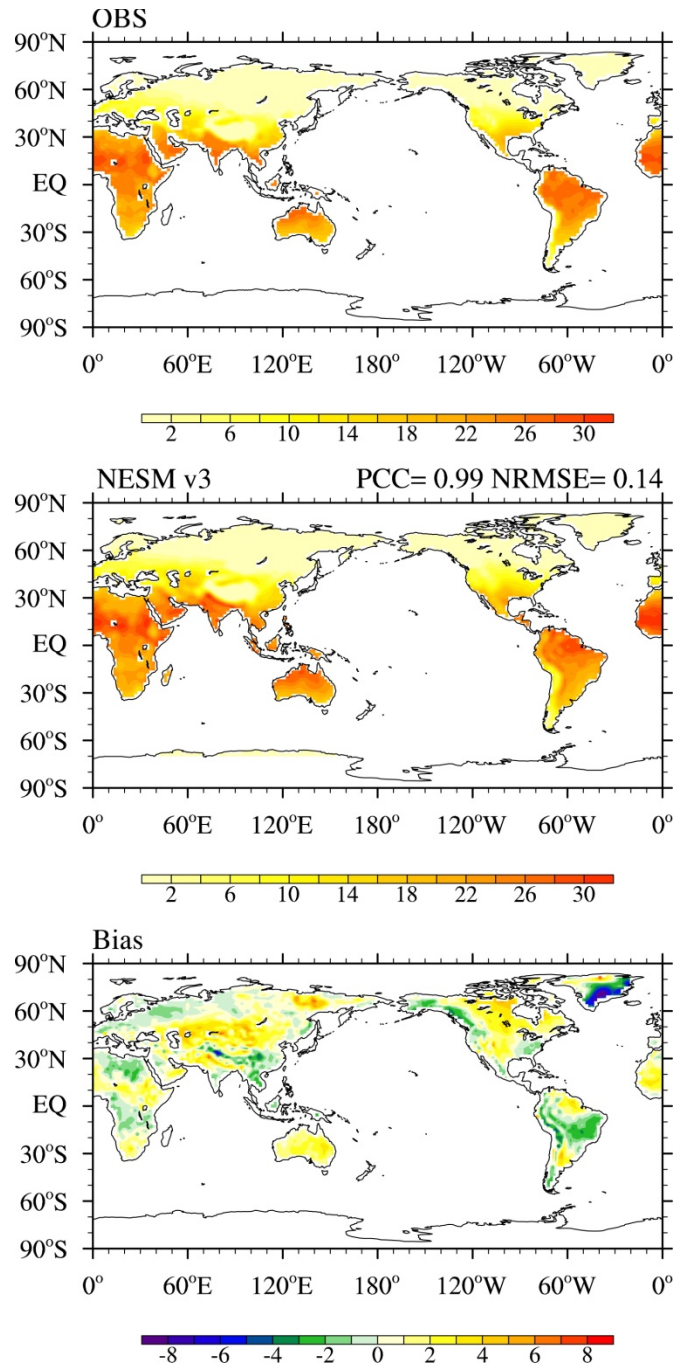 OBS
90°N
60°N
30°N
EQ
30°S
60°S
90°S
0° 60°E 120°E 180° 120°W 60°W 0°
2 6 10 14 18 22 26 30
NESM v3 PCC= 0.99 NRMSE= 0.14
90°N
60°N
30°N
EQ
30°S
60°S
90°S
0° 60°E 120°E 180° 120°W 60°W 0°
2 6 10 14 18 22 26 30
Bias
90°N
60°N
30°N
EQ
30°S
60°S
90°S
0° 60°E 120°E 180° 120°W 60°W 0°
-8 -6 -4 -2 0 2 4 6 8